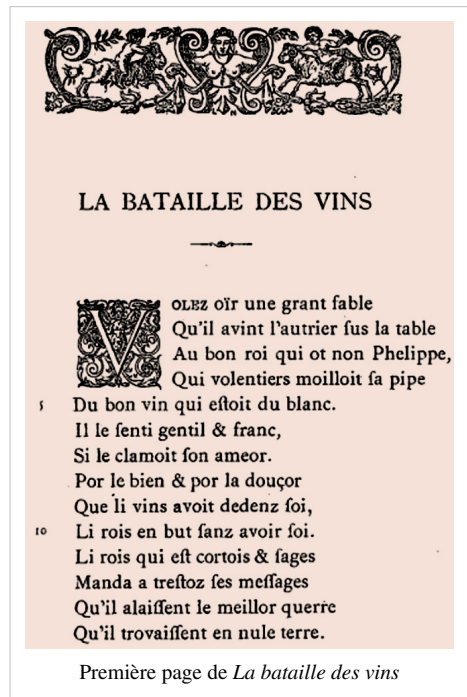 LA BATAILLE DES VINS
VOLEZ oïr une grant fable
Qu'il avint l'autrier ſus la table
Au bon roi qui ot non Phelippe,
Qui volentiers moilloit ſa pipe
5 Du bon vin qui eſtoit du blanc.
Il le ſenti gentil & franc,
Si le clamoit ſon ameor.
Por le bien & por la douçor
Que li vins avoit dedenz ſoi,
10 Li rois en but ſanz avoir ſoi.
Li rois qui eſt cortois & ſages
Manda a treſtoz ſes meſſages
Qu'il alaiſſent le meillor querre
Qu'il trovaiſſent en nule terre.
Première page de La bataille des vins